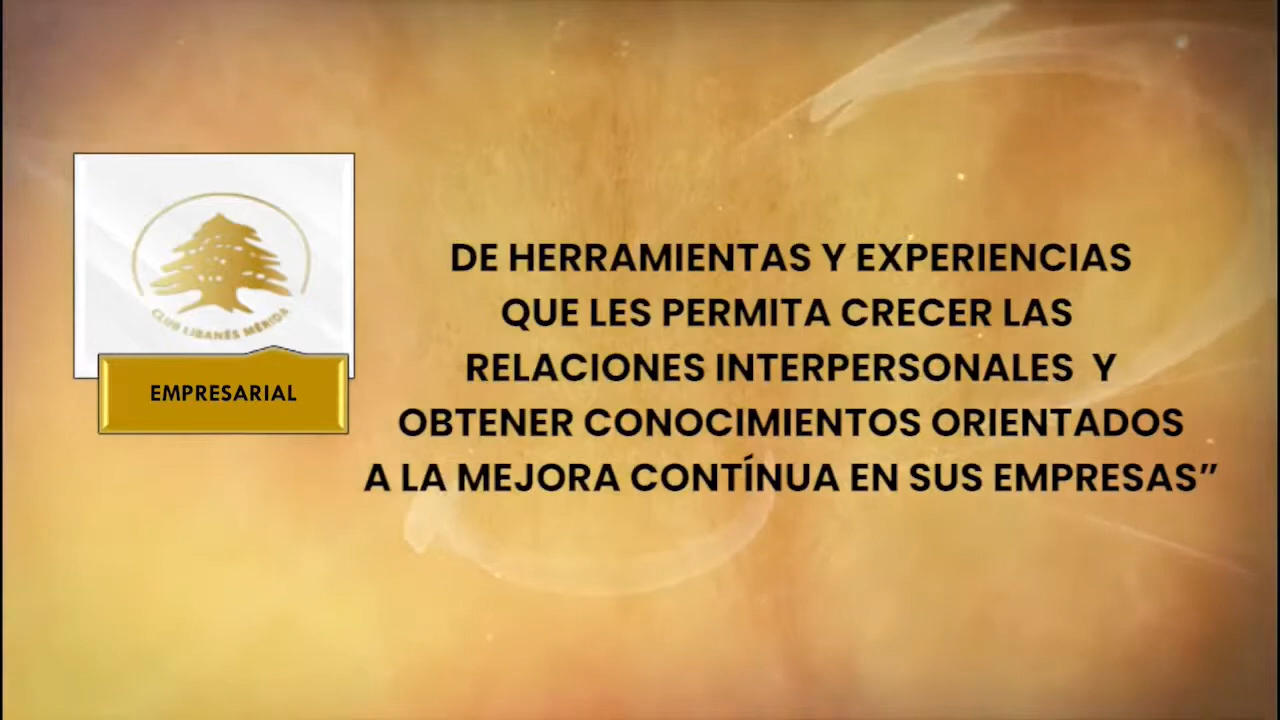 CLUB LIBANÉS MÉRIDA
EMPRESARIAL
DE HERRAMIENTAS Y EXPERIENCIAS
QUE LES PERMITA CRECER LAS
RELACIONES INTERPERSONALES Y
OBTENER CONOCIMIENTOS ORIENTADOS
A LA MEJORA CONTÍNUA EN SUS EMPRESAS”